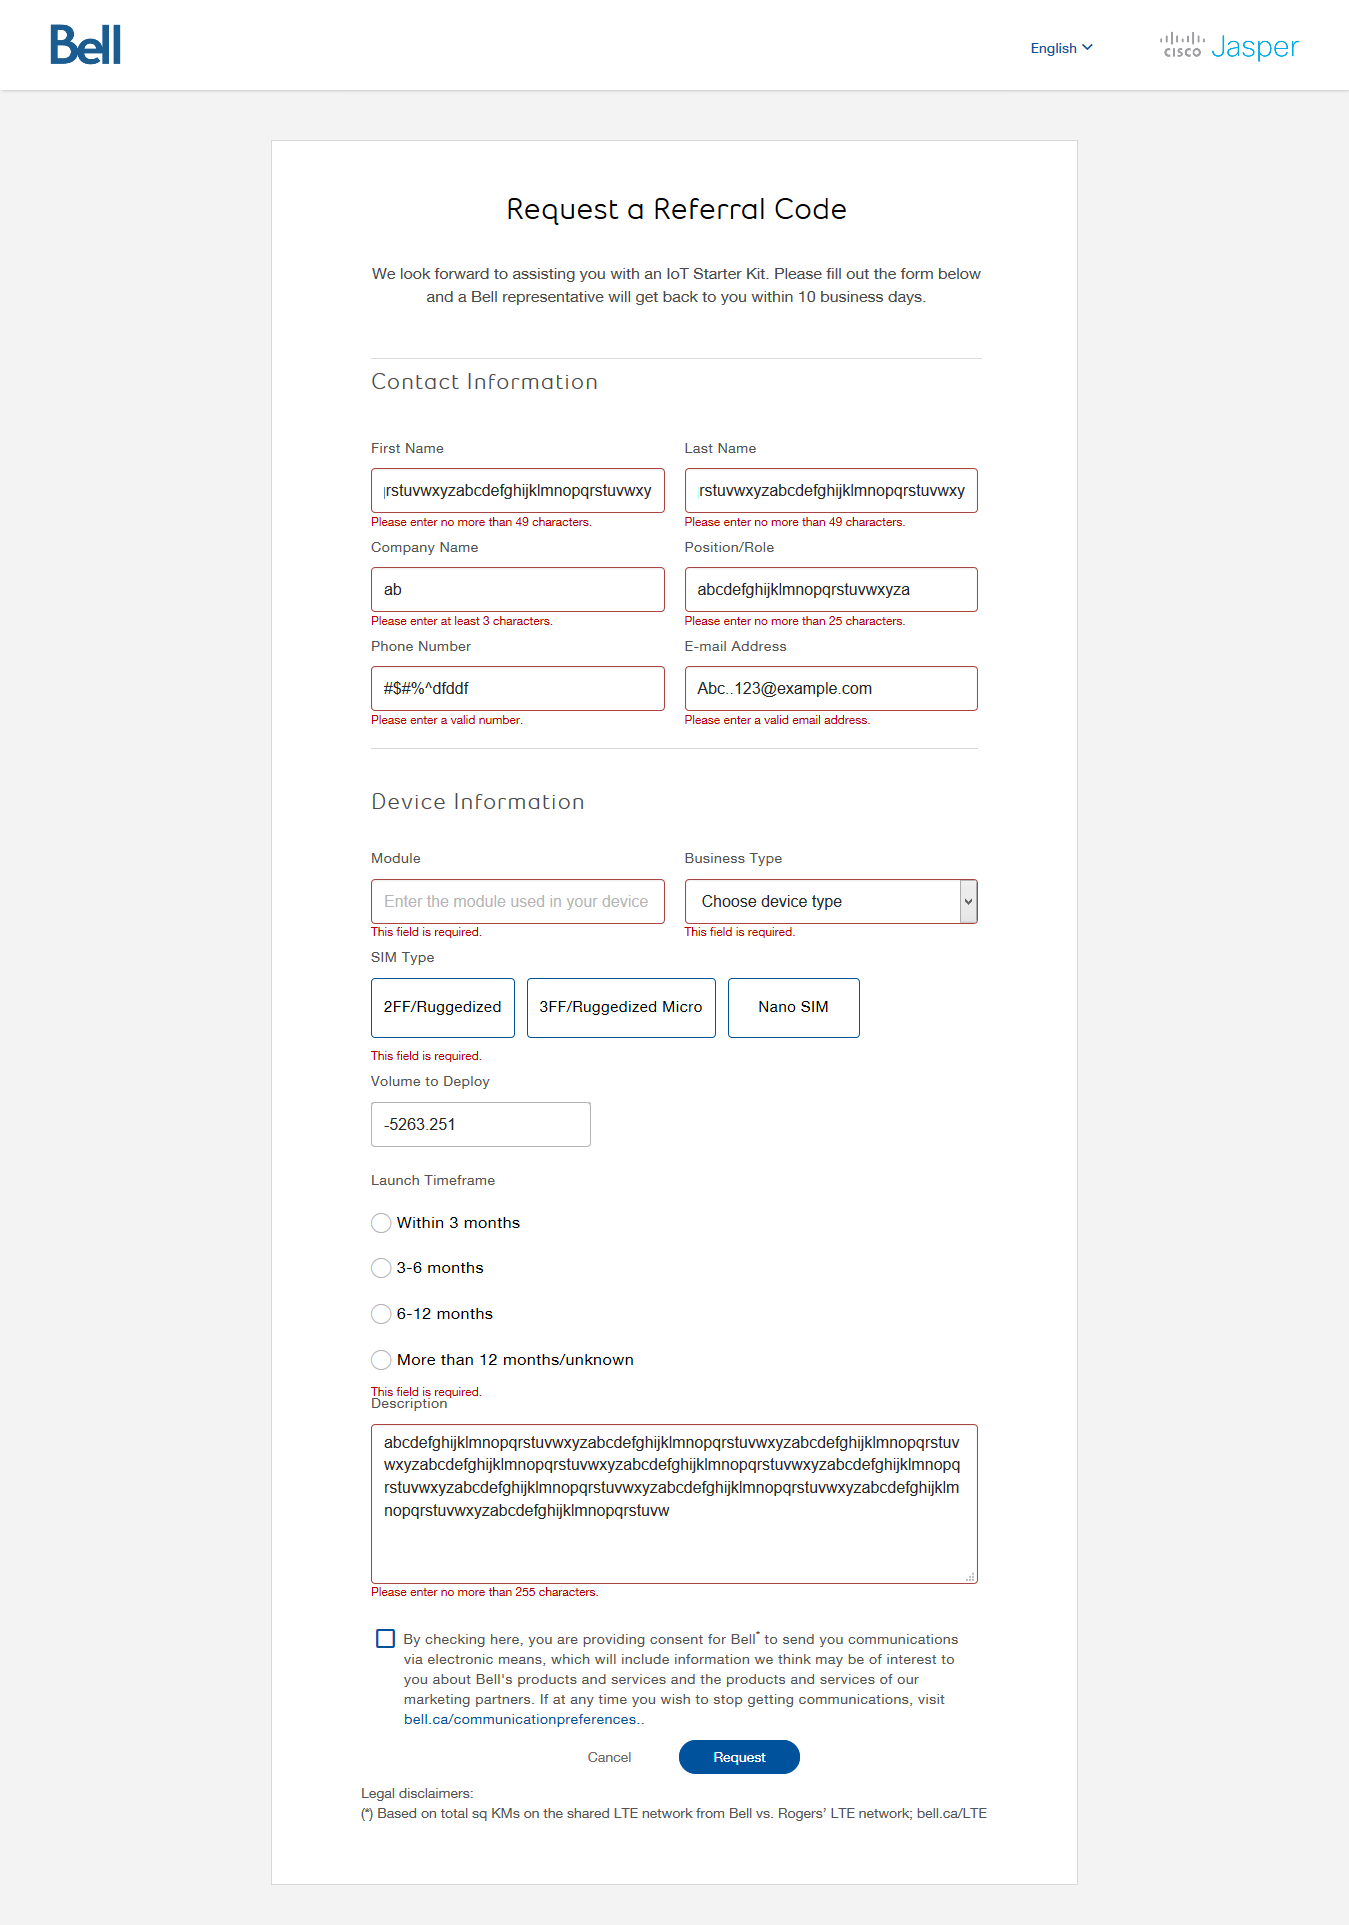 Bell
English
CISCO Jasper
Request a Referral Code
We look forward to assisting you with an IoT Starter Kit. Please fill out the form below
and a Bell representative will get back to you within 10 business days.
Contact Information
First Name
Last Name
qrstuvwxyzabcdefghijklmnopqrstuvwxy
rstuvwxyzabcdefghijklmnopqrstuvwxy
Please enter no more than 49 characters.
Please enter no more than 49 characters.
Company Name
Position/Role
ab
abcdefghijklmnopqrstuvwxyza
Please enter at least 3 characters.
Please enter no more than 25 characters.
Phone Number
E-mail Address
#$#%^dfddf
Abc..123@example.com
Please enter a valid number.
Please enter a valid email address.
Device Information
Module
Business Type
Enter the module used in your device
Choose device type
This field is required.
This field is required.
SIM Type
2FF/Ruggedized
3FF/Ruggedized Micro
Nano SIM
This field is required.
Volume to Deploy
-5263.251
Launch Timeframe
Within 3 months
3-6 months
6-12 months
More than 12 months/unknown
This field is required.
Description
abcdefghijklmnopqrstuvwxyzabcdefghijklmnopqrstuvwxyzabcdefghijklmnopqrstuv
wxyzabcdefghijklmnopqrstuvwxyzabcdefghijklmnopqrstuvwxyzabcdefghijklmnopq
rstuvwxyzabcdefghijklmnopqrstuvwxyzabcdefghijklmnopqrstuvwxyzabcdefghijklm
nopqrstuvwxyzabcdefghijklmnopqrstuvw
Please enter no more than 255 characters.
By checking here, you are providing consent for Bell* to send you communications
via electronic means, which will include information we think may be of interest to
you about Bell's products and services and the products and services of our
marketing partners. If at any time you wish to stop getting communications, visit
bell.ca/communicationpreferences..
Cancel
Request
Legal disclaimers:
(*) Based on total sq KMs on the shared LTE network from Bell vs. Rogers’ LTE network; bell.ca/LTE